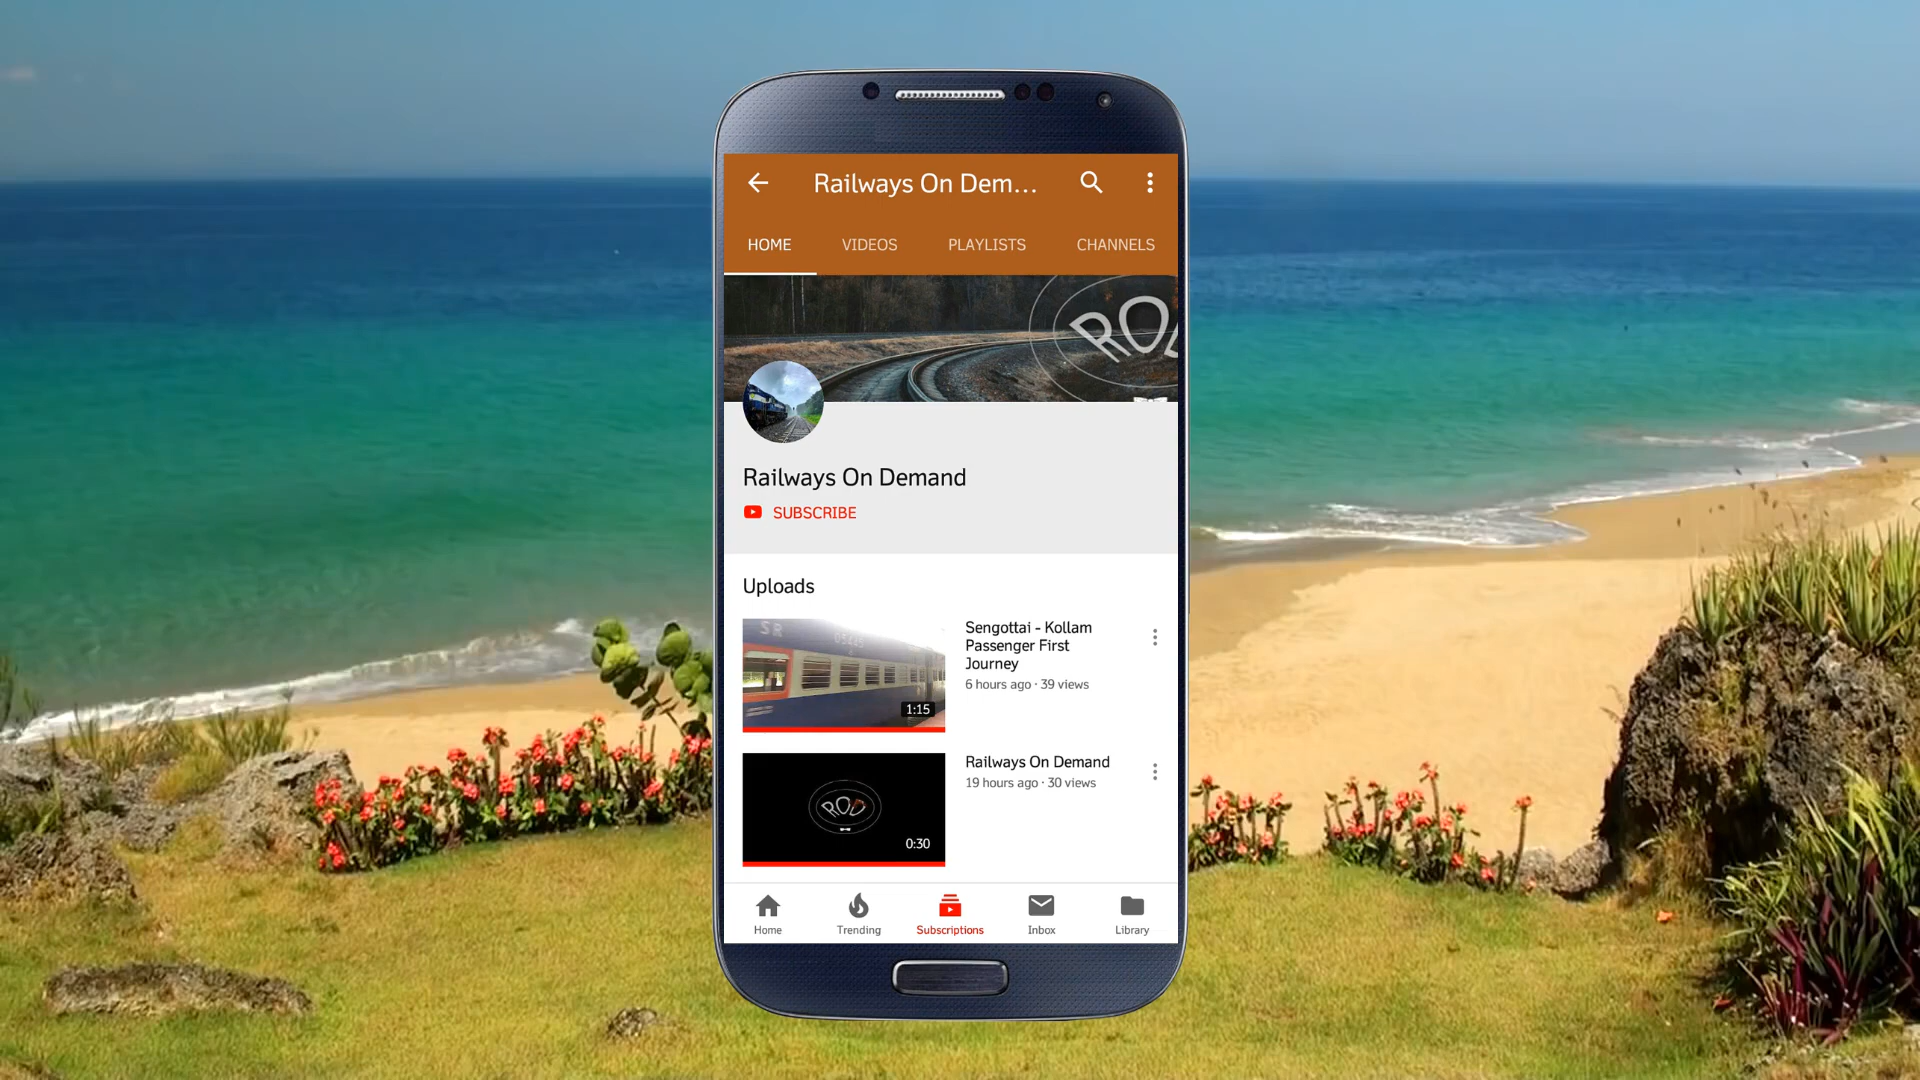 Railways On Dem...
HOME VIDEOS PLAYLISTS CHANNELS
ROD
Railways On Demand
SUBSCRIBE
Uploads
SR
05445
1:15
Sengottai - Kollam
Passenger First
Journey
6 hours ago · 39 views
ROD
0:30
Railways On Demand
19 hours ago · 30 views
Home Trending Subscriptions Inbox Library